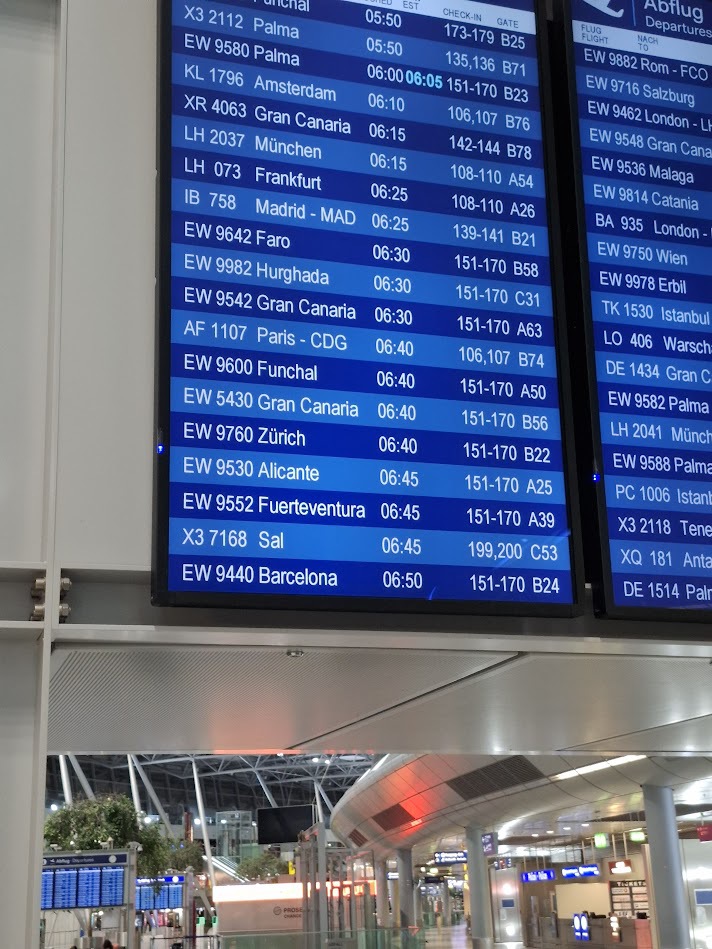 SCHED EST CHECK-IN GATE
Funchal 05:50 173-179 B25
X3 2112 Palma 05:50 135,136 B71
EW 9580 Palma 06:00 06:05 151-170 B23
KL 1796 Amsterdam 06:10 106,107 B76
XR 4063 Gran Canaria 06:15 142-144 B78
LH 2037 München 06:15 108-110 A54
LH 073 Frankfurt 06:25 108-110 A26
IB 758 Madrid - MAD 06:25 139-141 B21
EW 9642 Faro 06:30 151-170 B58
EW 9982 Hurghada 06:30 151-170 C31
EW 9542 Gran Canaria 06:30 151-170 A63
AF 1107 Paris - CDG 06:40 106,107 B74
EW 9600 Funchal 06:40 151-170 A50
EW 5430 Gran Canaria 06:40 151-170 B56
EW 9760 Zürich 06:40 151-170 B22
EW 9530 Alicante 06:45 151-170 A25
EW 9552 Fuerteventura 06:45 151-170 A39
X3 7168 Sal 06:45 199,200 C53
EW 9440 Barcelona 06:50 151-170 B24
Abflug
Departures
FLUG NACH
FLIGHT TO
EW 9882 Rom - FCO
EW 9716 Salzburg
EW 9462 London - LH
EW 9548 Gran Cana
EW 9536 Malaga
EW 9814 Catania
BA 935 London -
EW 9750 Wien
EW 9978 Erbil
TK 1530 Istanbul
LO 406 Warsch
DE 1434 Gran C
EW 9582 Palma
LH 2041 Münch
EW 9588 Palma
PC 1006 Istan
X3 2118 Tene
XQ 181 Anta
DE 1514 Palm
Abflug
TICKETS